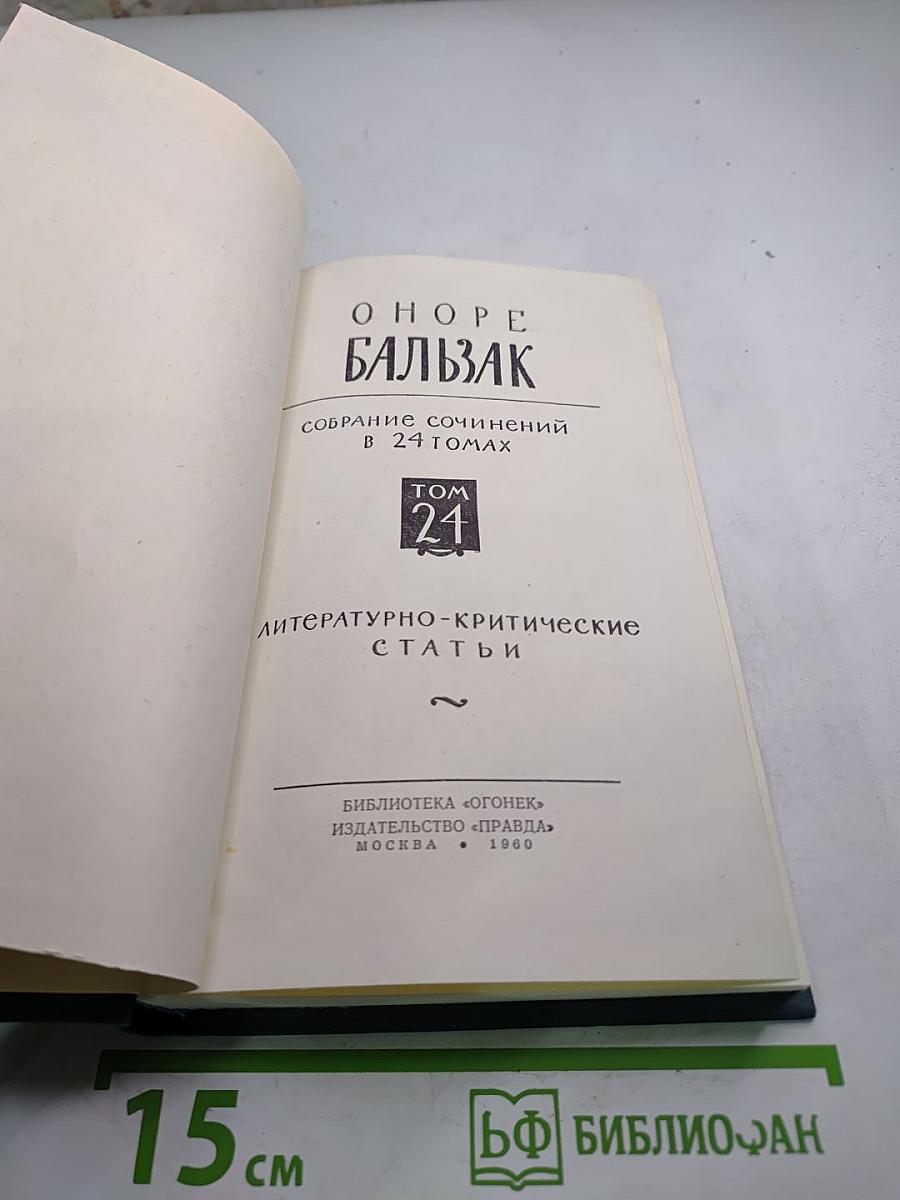 ОНОРЕ
БАЛЬЗАК
СОБРАНИЕ СОЧИНЕНИЙ
В 24 ТОМАХ
ТОМ
24
ЛИТЕРАТУРНО-КРИТИЧЕСКИЕ
СТАТЬИ
БИБЛИОТЕКА «ОГОНЕК»
ИЗДАТЕЛЬСТВО «ПРАВДА»
МОСКВА • 1960
15 см
БФ БИБЛИОФАН